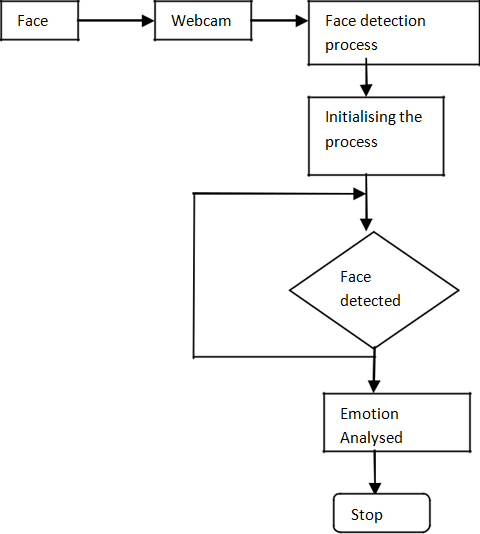 Face
Webcam
Face detection
process
Initialising the
process
Face
detected
Emotion
Analysed
Stop